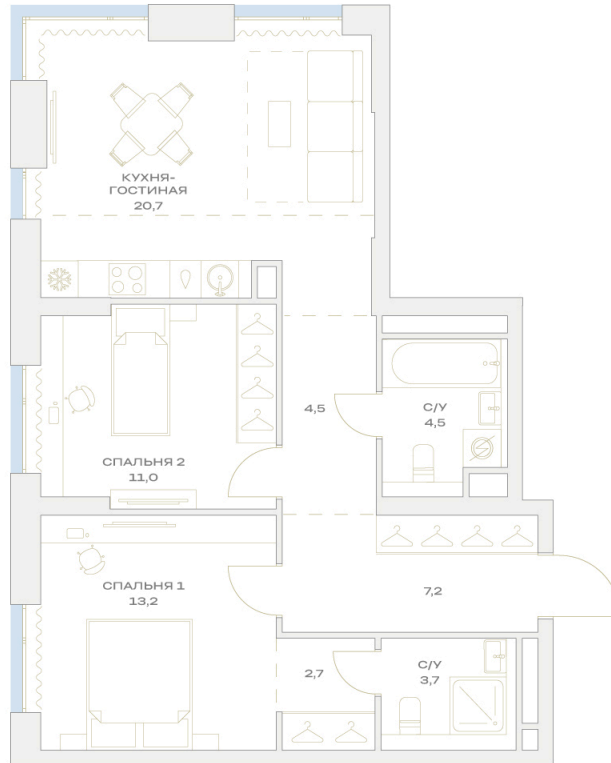 КУХНЯ-
ГОСТИНАЯ
20,7
4,5
С/У
4,5
СПАЛЬНЯ 2
11,0
СПАЛЬНЯ 1
13,2
7,2
2,7
С/У
3,7